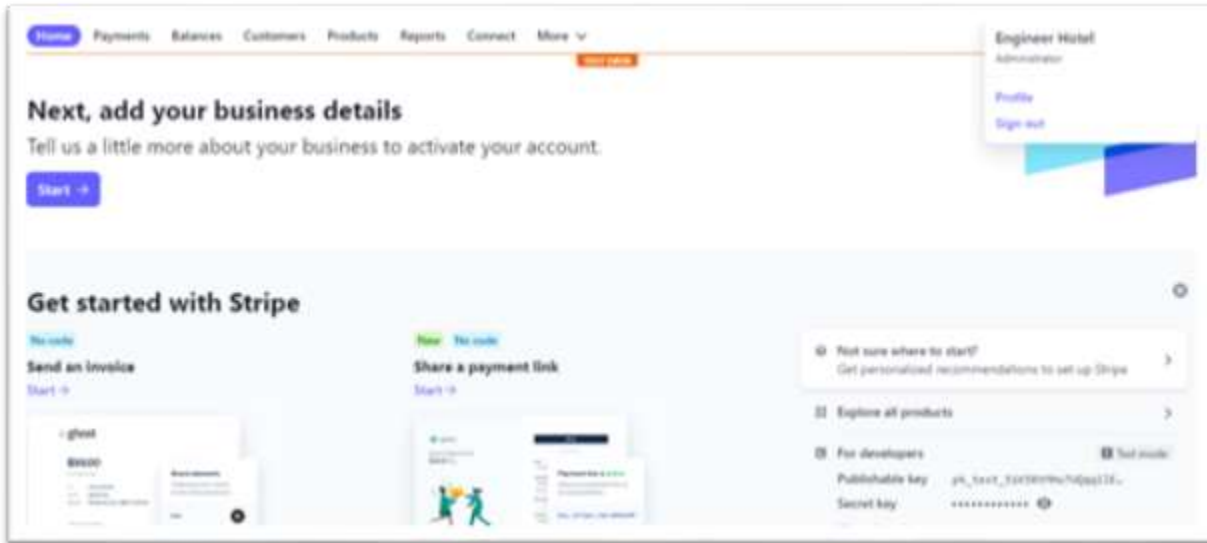 Home Payments Balances Customers Products Reports Connect More
Engineer Hotel
Administrator
Profile
Sign out
Next, add your business details
Tell us a little more about your business to activate your account.
Start →
Get started with Stripe
No code
Send an invoice
Start →
ghost
New No code
Share a payment link
Start →
Not sure where to start?
Get personalized recommendations to set up Stripe
Explore all products
For developers Test mode
Publishable key
Secret key ••••••••••••